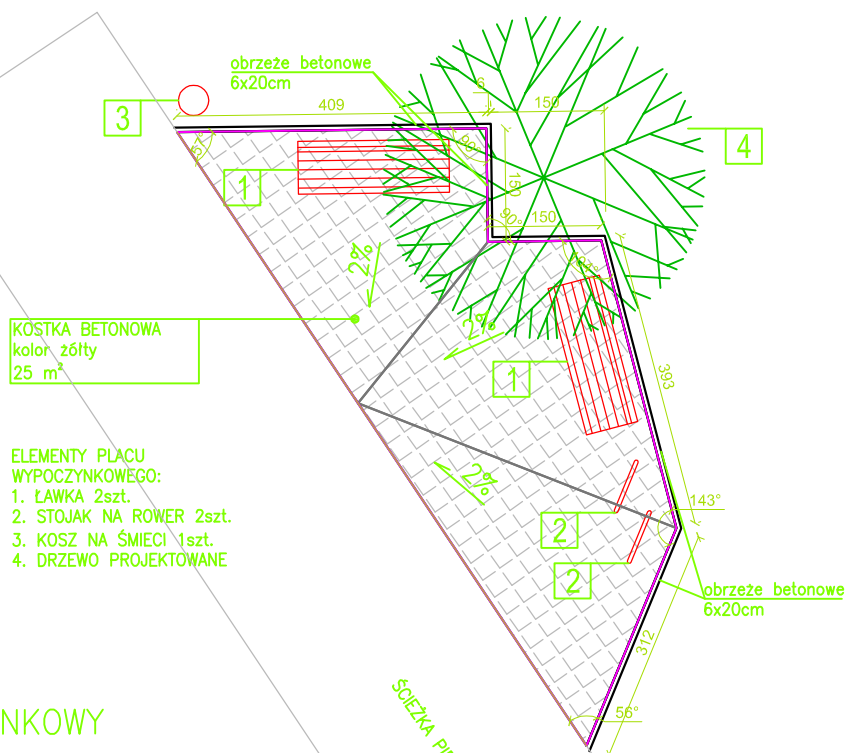 obrzeże betonowe
6x20cm
6
409
150
3
4
57°
1
150
90°
150
2%
2%
KOSTKA BETONOWA
kolor żółty
25 m²
1
393
ELEMENTY PLACU
WYPOCZYNKOWEGO:
1. ŁAWKA 2szt.
2. STOJAK NA ROWER 2szt.
3. KOSZ NA ŚMIECI 1szt.
4. DRZEWO PROJEKTOWANE
2%
143°
2
2
obrzeże betonowe
6x20cm
312
ŚCIEŻKA
56°
NKOWY